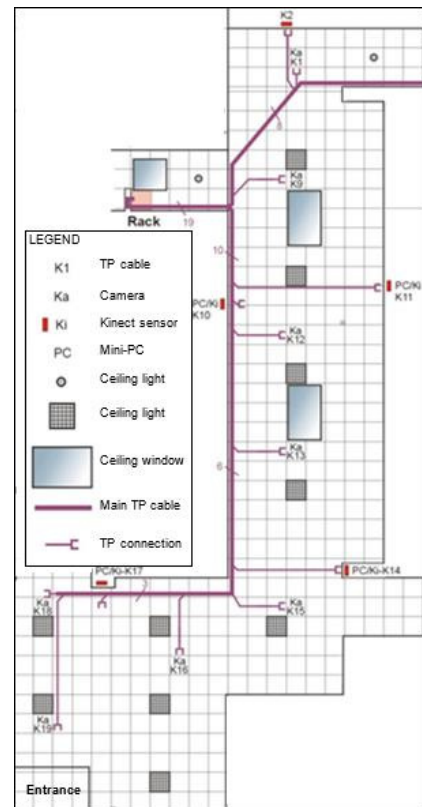 K2
Ka
K1
8
Ka
K9
Rack
19
LEGEND
K1 TP cable
Ka Camera
Ki Kinect sensor
PC Mini-PC
Ceiling light
Ceiling light
Ceiling window
Main TP cable
TP connection
10
PC/Ki
K10
PC/Ki
K11
Ka
K12
Ka
K13
6
PC/Ki-K14
PC/Ki-K17
3
Ka
K18
Ka
K15
Ka
K16
Ka
K19
Entrance